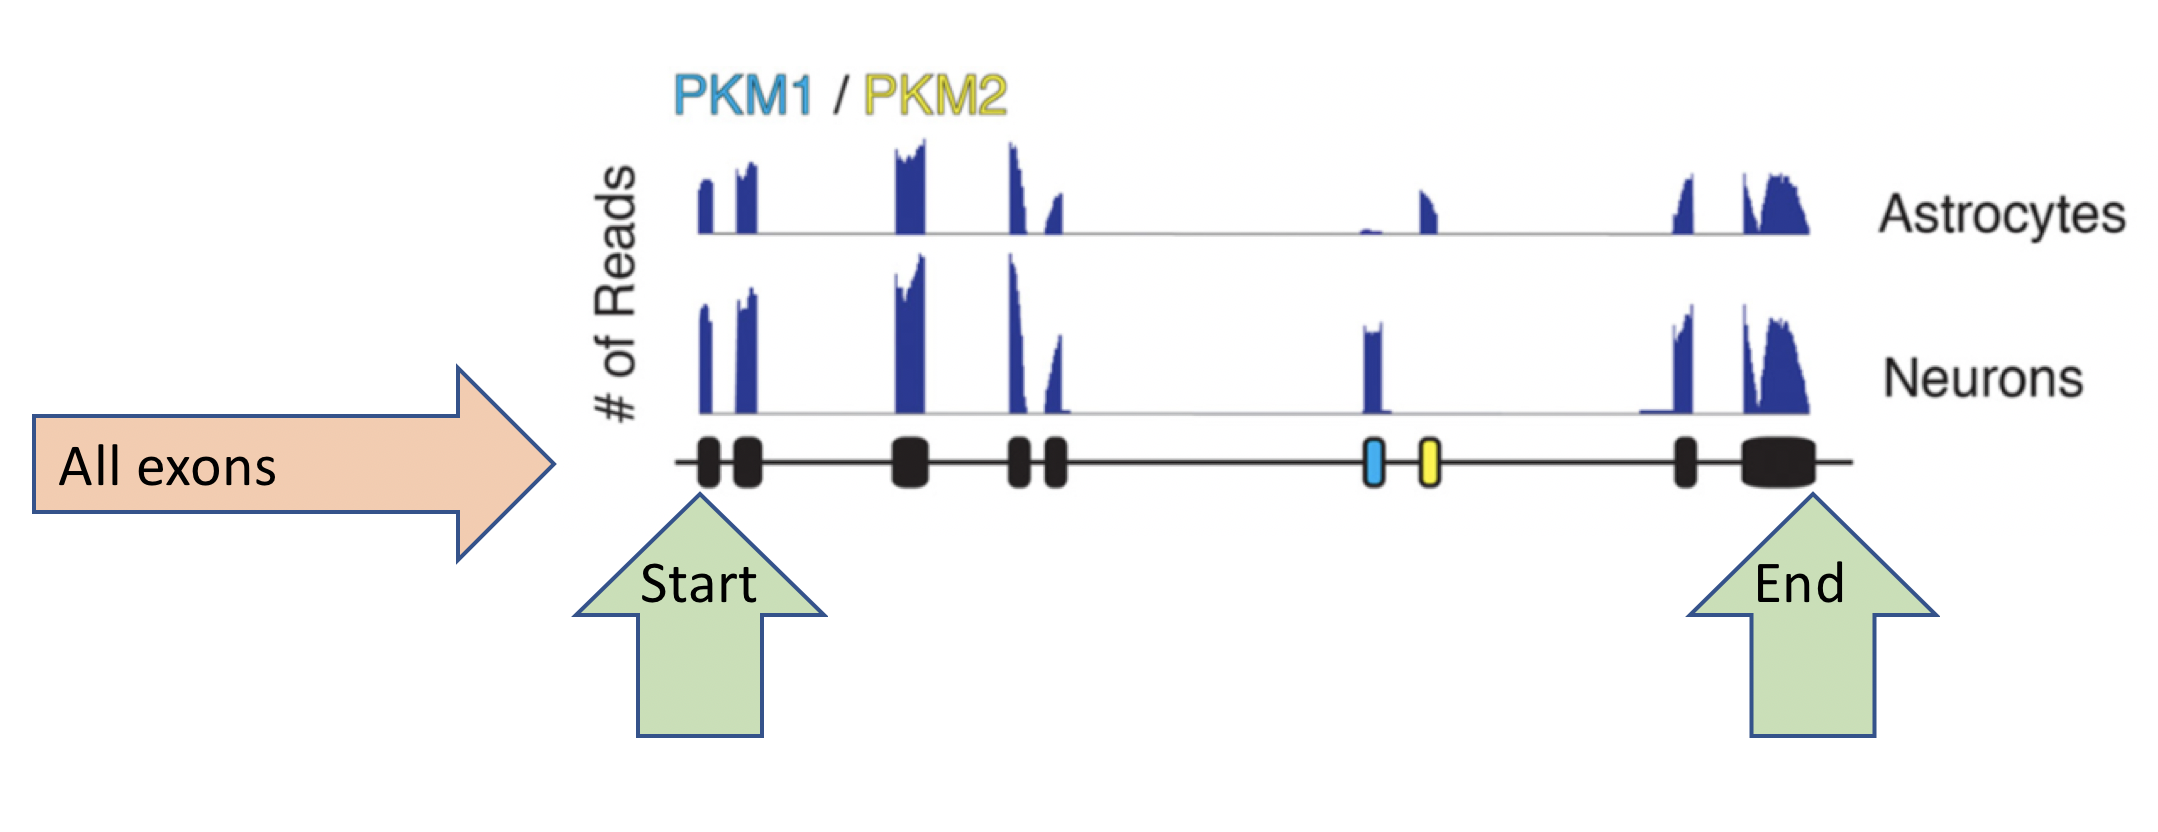 PKM1 / PKM2
# of Reads
Astrocytes
Neurons
All exons
Start
End